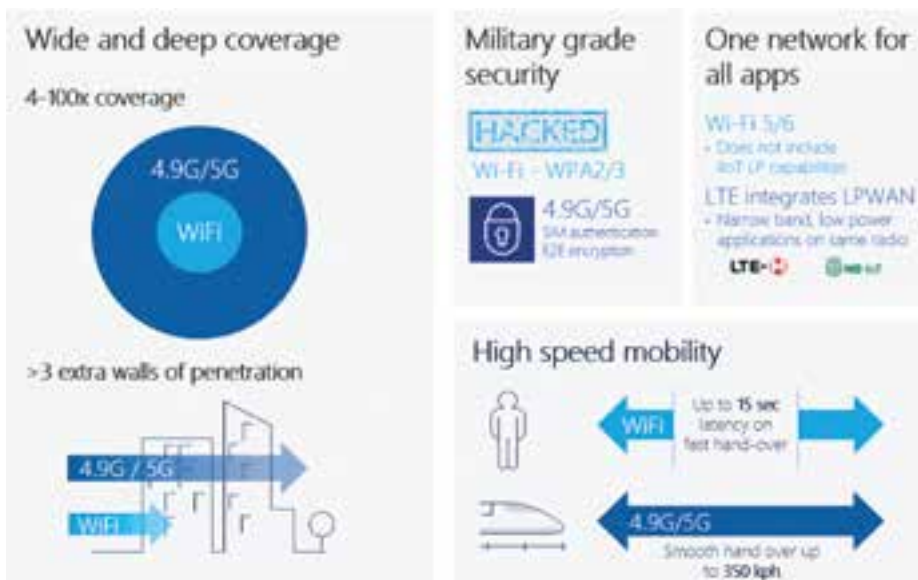 Wide and deep coverage
4-100x coverage
4.9G/5G
WiFi
>3 extra walls of penetration
4.9G / 5G
WiFi
Military grade
security
HACKED
Wi-Fi - WPA2/3
4.9G/5G
SIM authentication
E2E encryption
One network for
all apps
Wi-Fi 5/6
• Does not include
IIoT LP capability
LTE integrates LPWAN
• Narrow band, low power
applications on same radio
LTE-M
NB-IoT
High speed mobility
WiFi
Up to 15 sec
latency on
fast hand-over
4.9G/5G
Smooth hand over up
to 350 kph